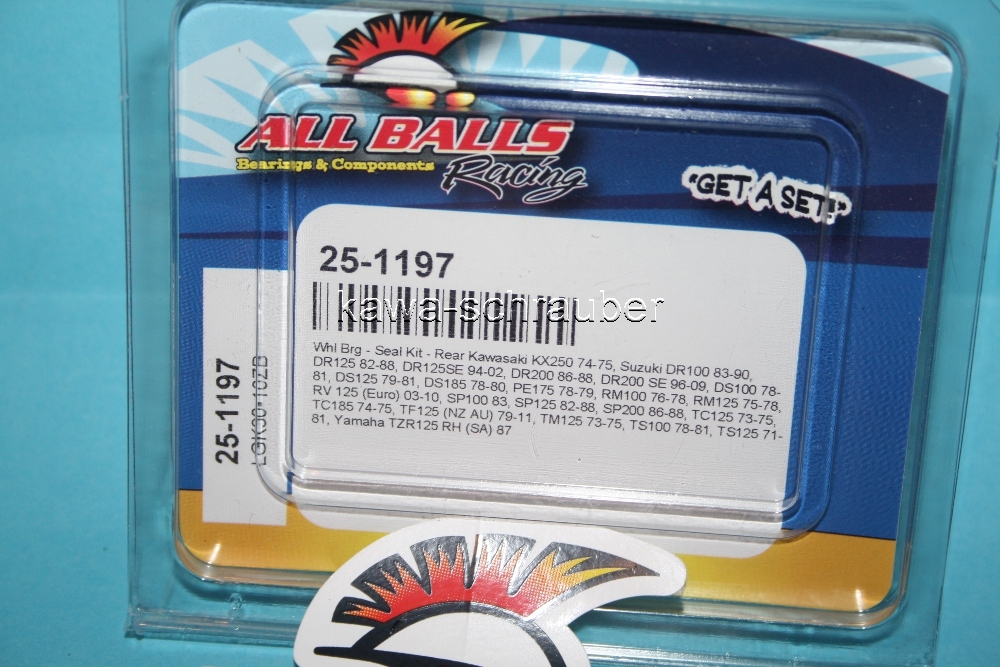 ALL BALLS
Bearings & Components
Racing
"GET A SET!"
25-1197
kawa-schrauber
Whl Brg - Seal Kit - Rear Kawasaki KX250 74-75, Suzuki DR100 83-90,
DR125 82-88, DR125SE 94-02, DR200 86-88, DR200 SE 96-09, DS100 78-
81, DS125 79-81, DS185 78-80, PE175 78-79, RM100 76-78, RM125 75-78,
RV 125 (Euro) 03-10, SP100 83, SP125 82-88, SP200 86-88, TC125 73-75,
TC185 74-75, TF125 (NZ AU) 79-11, TM125 73-75, TS100 78-81, TS125 71-
81, Yamaha TZR125 RH (SA) 87
25-1197